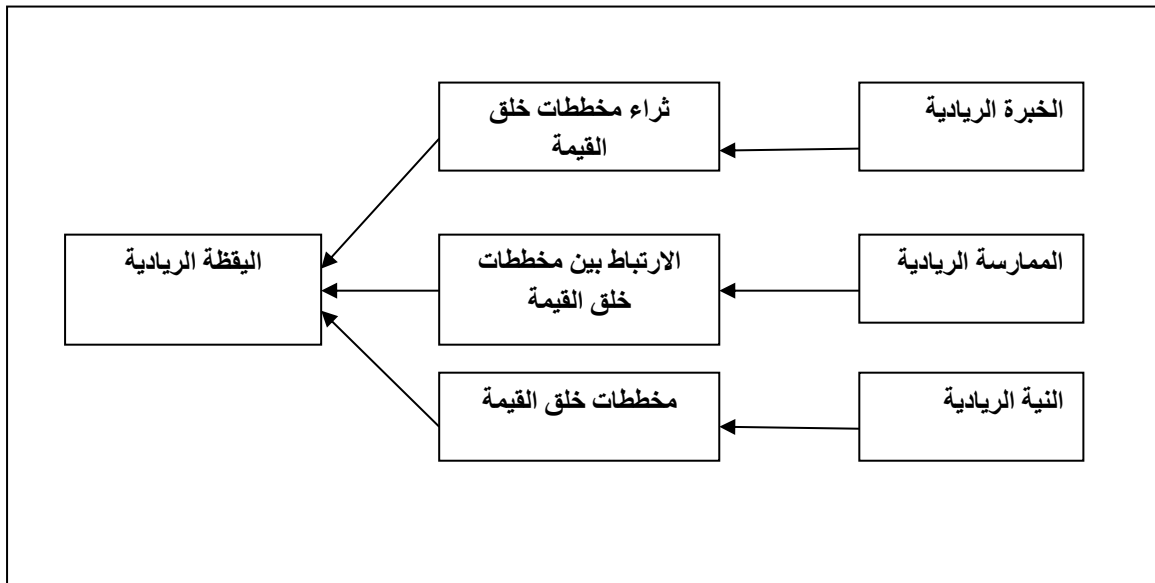 الخبرة الريادية
ثراء مخططات خلق
القيمة
الممارسة الريادية
الارتباط بين مخططات
خلق القيمة
اليقظة الريادية
النية الريادية
مخططات خلق القيمة